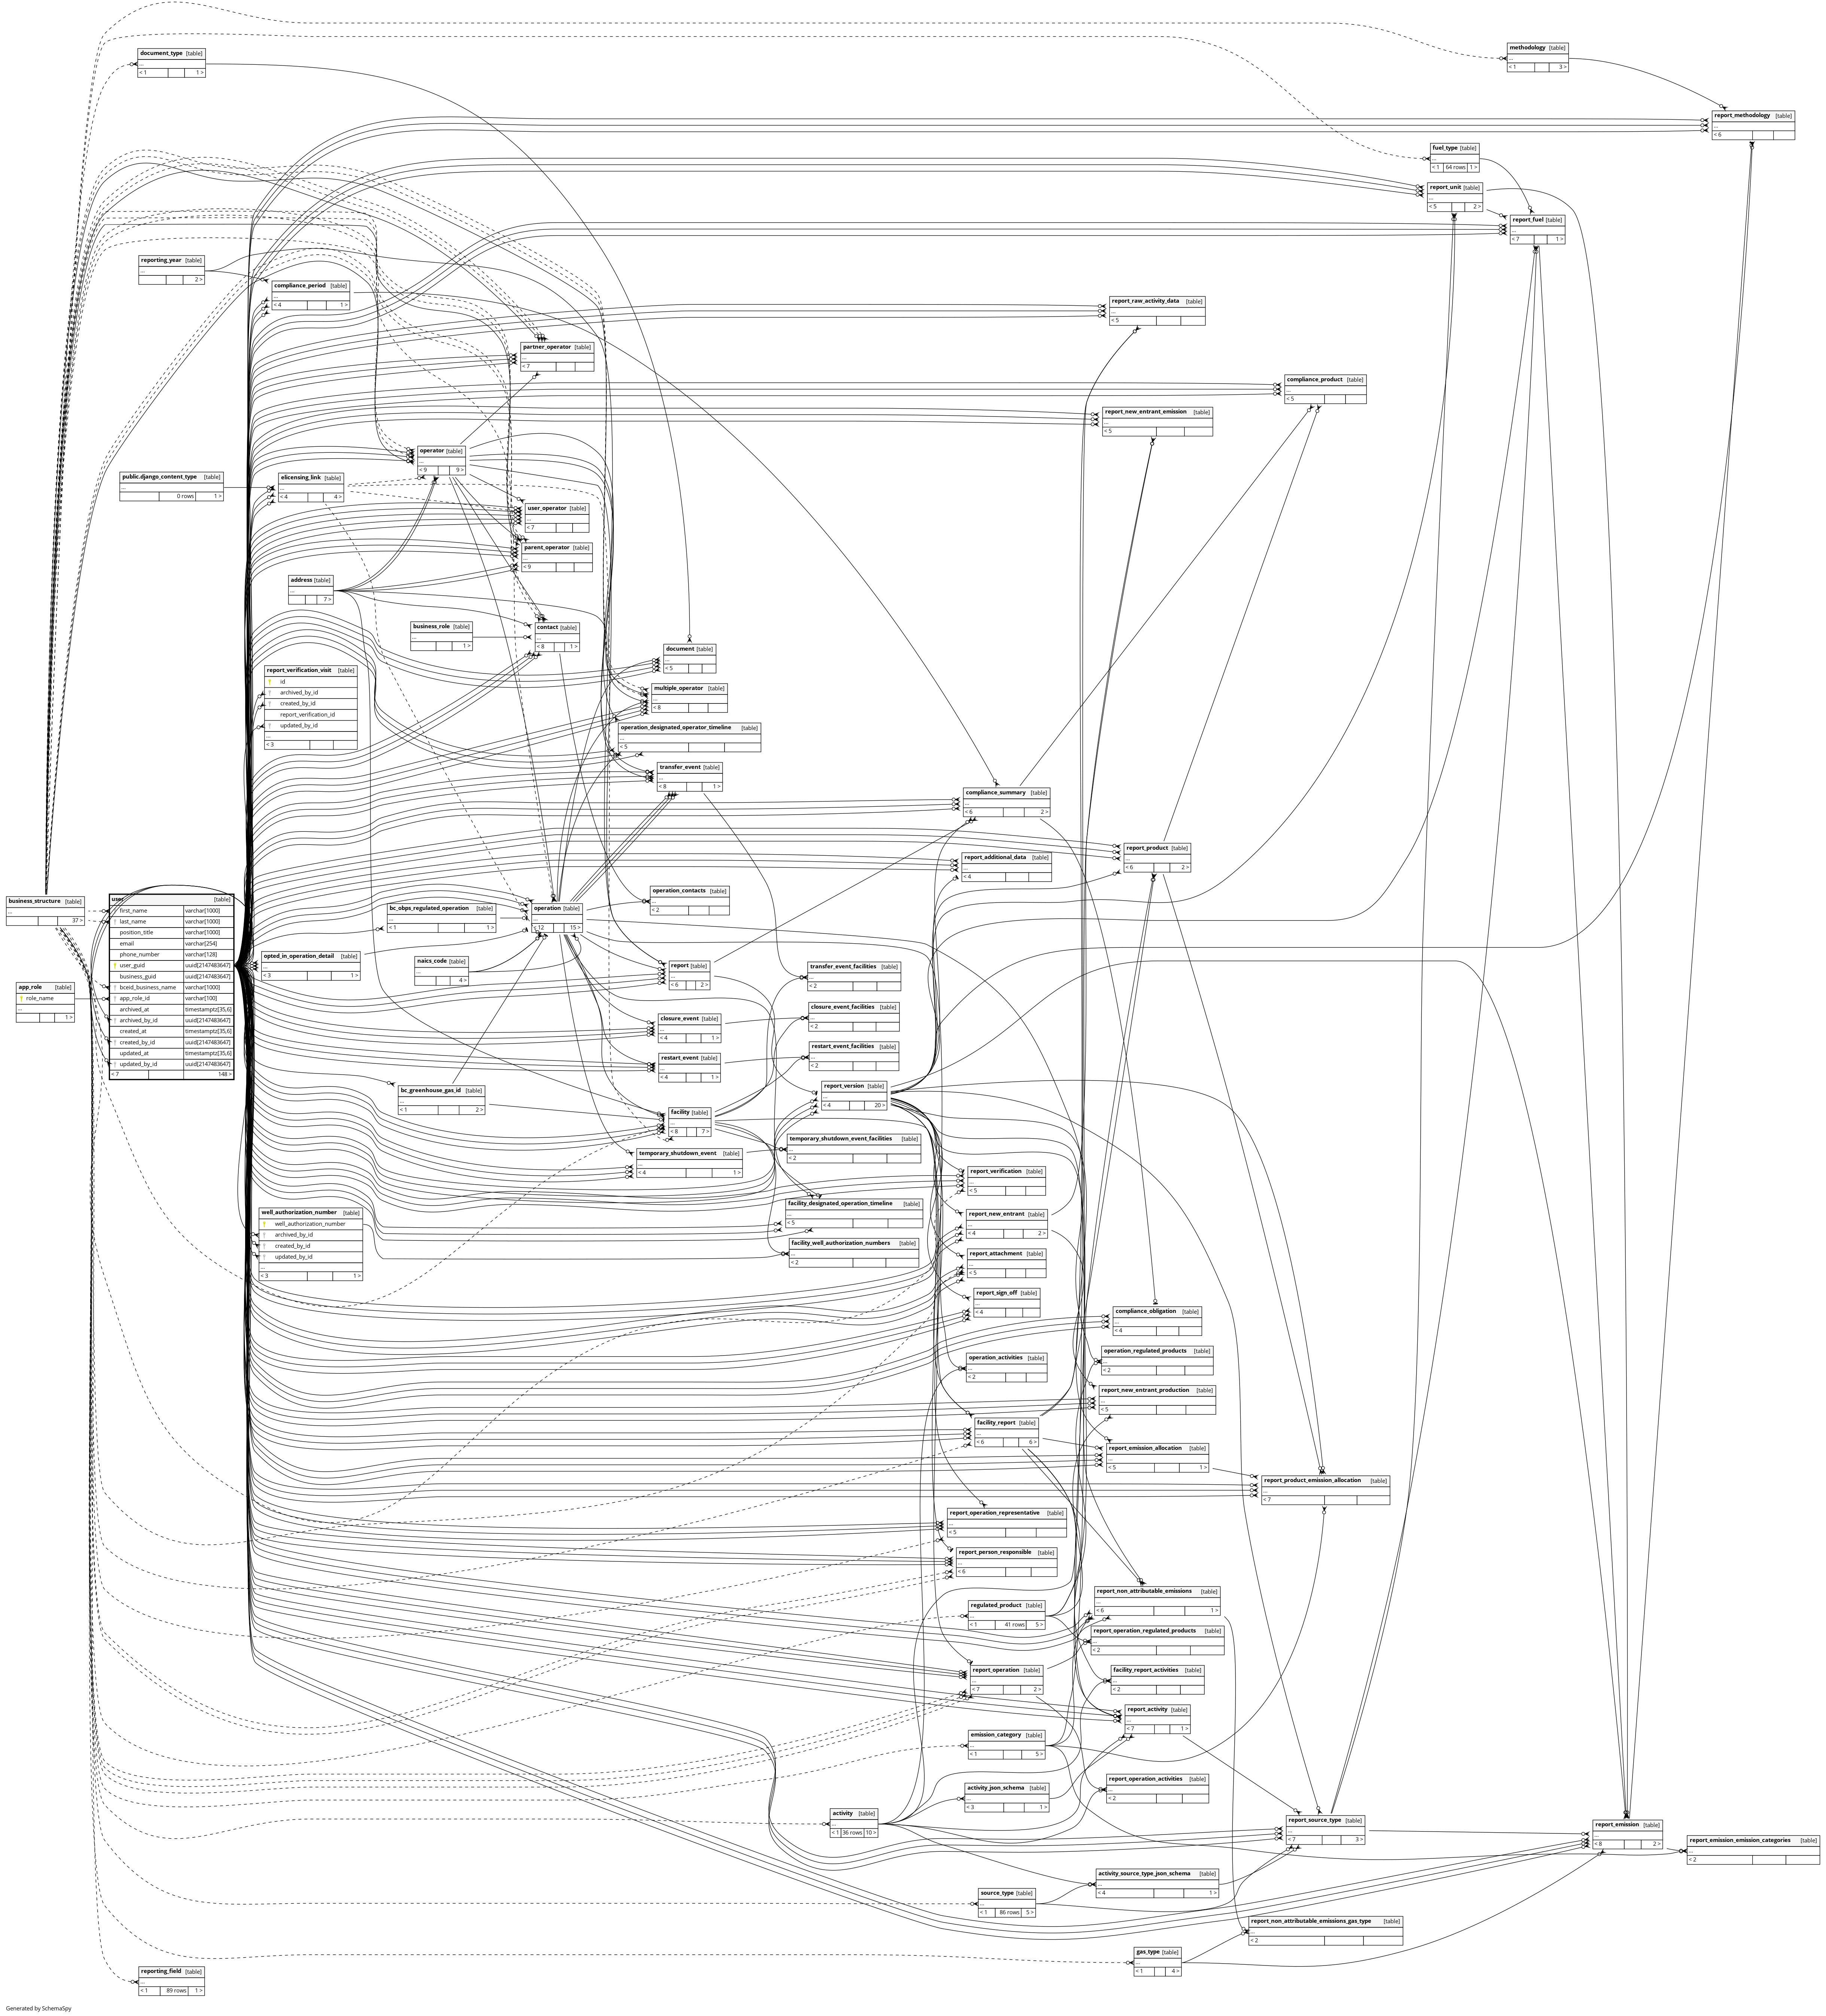 methodology [table]
...
< 1 3 >
document_type [table]
...
< 1 1 >
report_methodology [table]
...
< 6
fuel_type [table]
...
< 1 64 rows 1 >
report_unit [table]
...
< 5 2 >
report_fuel [table]
...
< 7 1 >
reporting_year [table]
...
2 >
compliance_period [table]
...
< 4 1 >
report_raw_activity_data [table]
...
< 5
partner_operator [table]
...
< 7
compliance_product [table]
...
< 5
report_new_entrant_emission [table]
...
< 5
operator [table]
...
< 9 9 >
public.django_content_type [table]
...
0 rows 1 >
elicensing_link [table]
...
< 4 4 >
user_operator [table]
...
< 7
parent_operator [table]
...
< 9
address [table]
...
7 >
business_role [table]
...
1 >
contact [table]
...
< 8 1 >
document [table]
...
< 5
report_verification_visit [table]
id
archived_by_id
created_by_id
report_verification_id
updated_by_id
...
< 3
multiple_operator [table]
...
< 8
operation_designated_operator_timeline [table]
...
< 5
transfer_event [table]
...
< 8 1 >
compliance_summary [table]
...
< 6 2 >
report_product [table]
...
< 6 2 >
report_additional_data [table]
...
< 4
operation_contacts [table]
...
< 2
business_structure [table]
...
37 >
user [table]
first_name varchar[1000]
last_name varchar[1000]
position_title varchar[1000]
email varchar[254]
phone_number varchar[128]
user_guid uuid[2147483647]
business_guid uuid[2147483647]
bceid_business_name varchar[1000]
app_role_id varchar[100]
archived_at timestamptz[35,6]
archived_by_id uuid[2147483647]
created_at timestamptz[35,6]
created_by_id uuid[2147483647]
updated_at timestamptz[35,6]
updated_by_id uuid[2147483647]
< 7 148 >
bc_obps_regulated_operation [table]
...
< 1 1 >
operation [table]
...
< 12 15 >
opted_in_operation_detail [table]
...
< 3 1 >
naics_code [table]
...
4 >
report [table]
...
< 6 2 >
transfer_event_facilities [table]
...
< 2
app_role [table]
role_name
...
1 >
closure_event_facilities [table]
...
< 2
closure_event [table]
...
< 4 1 >
restart_event_facilities [table]
...
< 2
restart_event [table]
...
< 4 1 >
report_version [table]
...
< 4 20 >
bc_greenhouse_gas_id [table]
...
< 1 2 >
facility [table]
...
< 8 7 >
temporary_shutdown_event_facilities [table]
...
< 2
temporary_shutdown_event [table]
...
< 4 1 >
report_verification [table]
...
< 5
facility_designated_operation_timeline [table]
...
< 5
well_authorization_number [table]
well_authorization_number
archived_by_id
created_by_id
updated_by_id
...
< 3 1 >
report_new_entrant [table]
...
< 4 2 >
facility_well_authorization_numbers [table]
...
< 2
report_attachment [table]
...
< 5
report_sign_off [table]
...
< 4
compliance_obligation [table]
...
< 4
operation_regulated_products [table]
...
< 2
operation_activities [table]
...
< 2
report_new_entrant_production [table]
...
< 5
facility_report [table]
...
< 6 6 >
report_emission_allocation [table]
...
< 5 1 >
report_product_emission_allocation [table]
...
< 7
report_operation_representative [table]
...
< 5
report_person_responsible [table]
...
< 6
report_non_attributable_emissions [table]
...
< 6 1 >
regulated_product [table]
...
< 1 41 rows 5 >
report_operation_regulated_products [table]
...
< 2
report_operation [table]
...
< 7 2 >
facility_report_activities [table]
...
< 2
report_activity [table]
...
< 7 1 >
emission_category [table]
...
< 1 5 >
report_operation_activities [table]
...
< 2
activity_json_schema [table]
...
< 3 1 >
activity [table]
...
< 1 36 rows 10 >
report_source_type [table]
...
< 7 3 >
report_emission [table]
...
< 8 2 >
report_emission_emission_categories [table]
...
< 2
activity_source_type_json_schema [table]
...
< 4 1 >
source_type [table]
...
< 1 86 rows 5 >
report_non_attributable_emissions_gas_type [table]
...
< 2
gas_type [table]
...
< 1 4 >
reporting_field [table]
...
< 1 89 rows 1 >
Generated by SchemaSpy